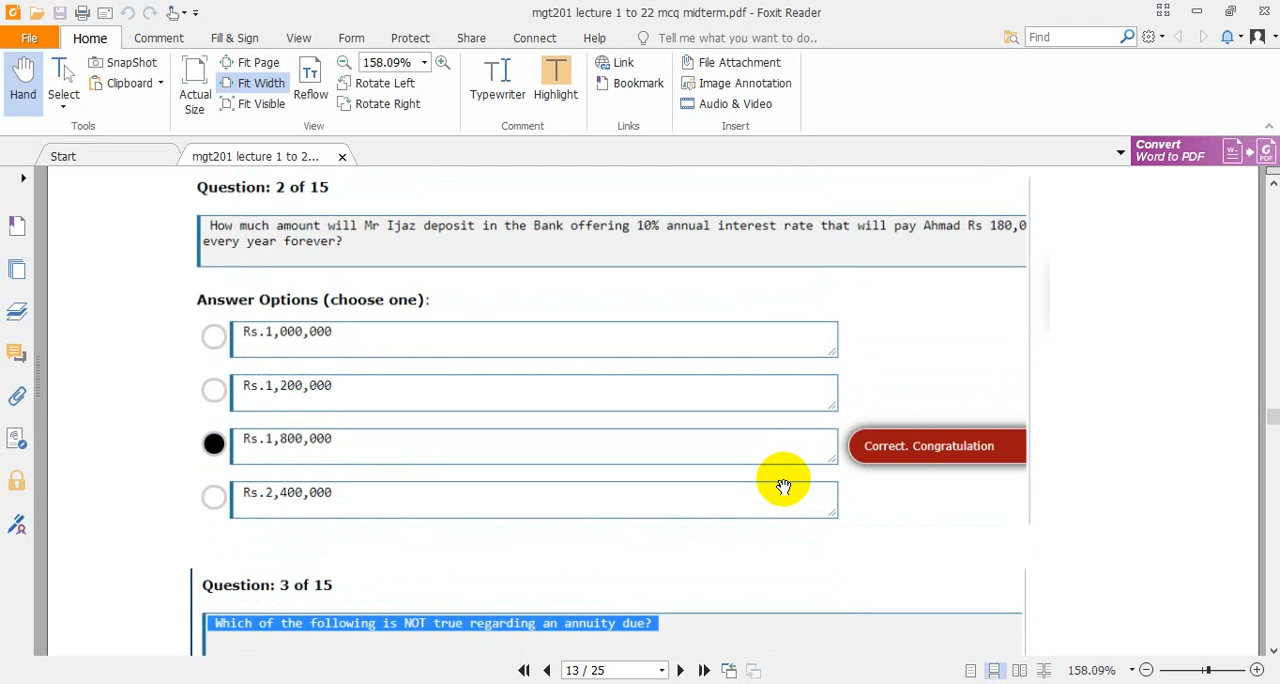 mgt201 lecture 1 to 22 mcq midterm.pdf - Foxit Reader
File Home Comment Fill & Sign View Form Protect Share Connect Help Tell me what you want to do.. Find
Hand
Select
SnapShot
Clipboard
Tools
Actual Size
Fit Page
Fit Width
Fit Visible
Reflow
158.09%
Rotate Left
Rotate Right
View
Typewriter
Highlight
Comment
Link
Bookmark
Links
File Attachment
Image Annotation
Audio & Video
Insert
Start
mgt201 lecture 1 to 2...
Convert
Word to PDF
W
PDF
Question: 2 of 15
How much amount will Mr Ijaz deposit in the Bank offering 10% annual interest rate that will pay Ahmad Rs 180,0
every year forever?
Answer Options (choose one):
Rs.1,000,000
Rs.1,200,000
Rs.1,800,000
Correct. Congratulation
Rs.2,400,000
Question: 3 of 15
Which of the following is NOT true regarding an annuity due?
13 / 25
158.09%